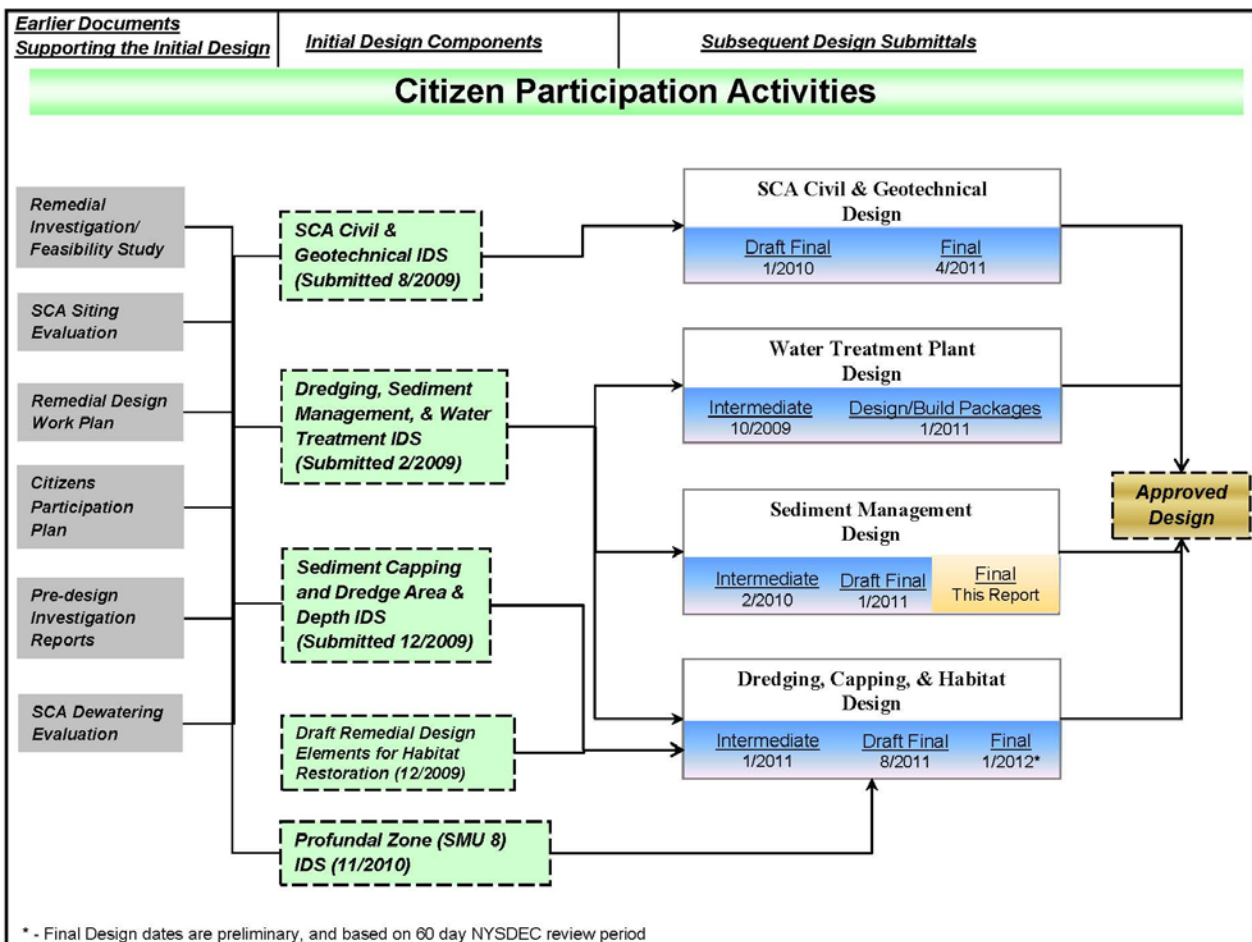 Earlier Documents
Supporting the Initial Design
Initial Design Components
Subsequent Design Submittals
Citizen Participation Activities
Remedial
Investigation/
Feasibility Study
SCA Siting
Evaluation
Remedial Design
Work Plan
Citizens
Participation
Plan
Pre-design
Investigation
Reports
SCA Dewatering
Evaluation
SCA Civil &
Geotechnical IDS
(Submitted 8/2009)
Dredging, Sediment
Management, & Water
Treatment IDS
(Submitted 2/2009)
Sediment Capping
and Dredge Area &
Depth IDS
(Submitted 12/2009)
Draft Remedial Design
Elements for Habitat
Restoration (12/2009)
Profundal Zone (SMU 8)
IDS (11/2010)
SCA Civil & Geotechnical
Design
Draft Final Final
1/2010 4/2011
Water Treatment Plant
Design
Intermediate Design/Build Packages
10/2009 1/2011
Sediment Management
Design
Intermediate Draft Final Final
2/2010 1/2011 This Report
Dredging, Capping, & Habitat
Design
Intermediate Draft Final Final
1/2011 8/2011 1/2012*
Approved
Design
* - Final Design dates are preliminary, and based on 60 day NYSDEC review period